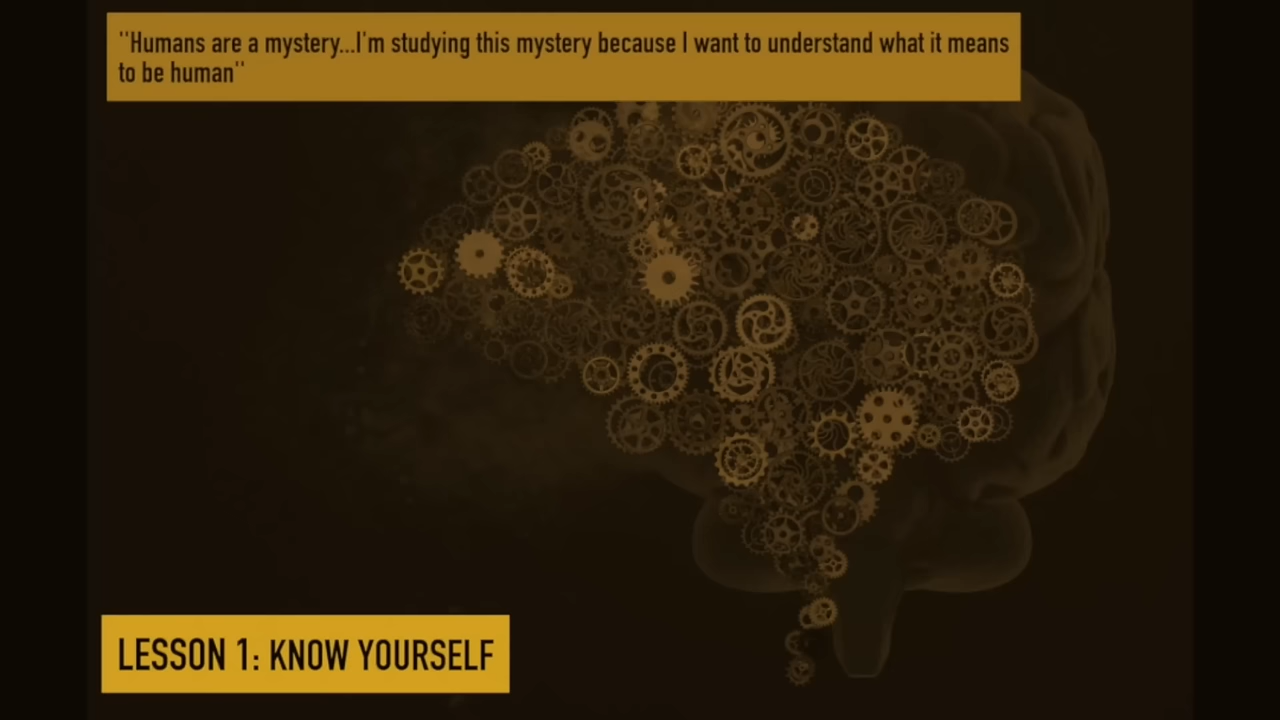 ''Humans are a mystery...I'm studying this mystery because I want to understand what it means
to be human''
LESSON 1: KNOW YOURSELF